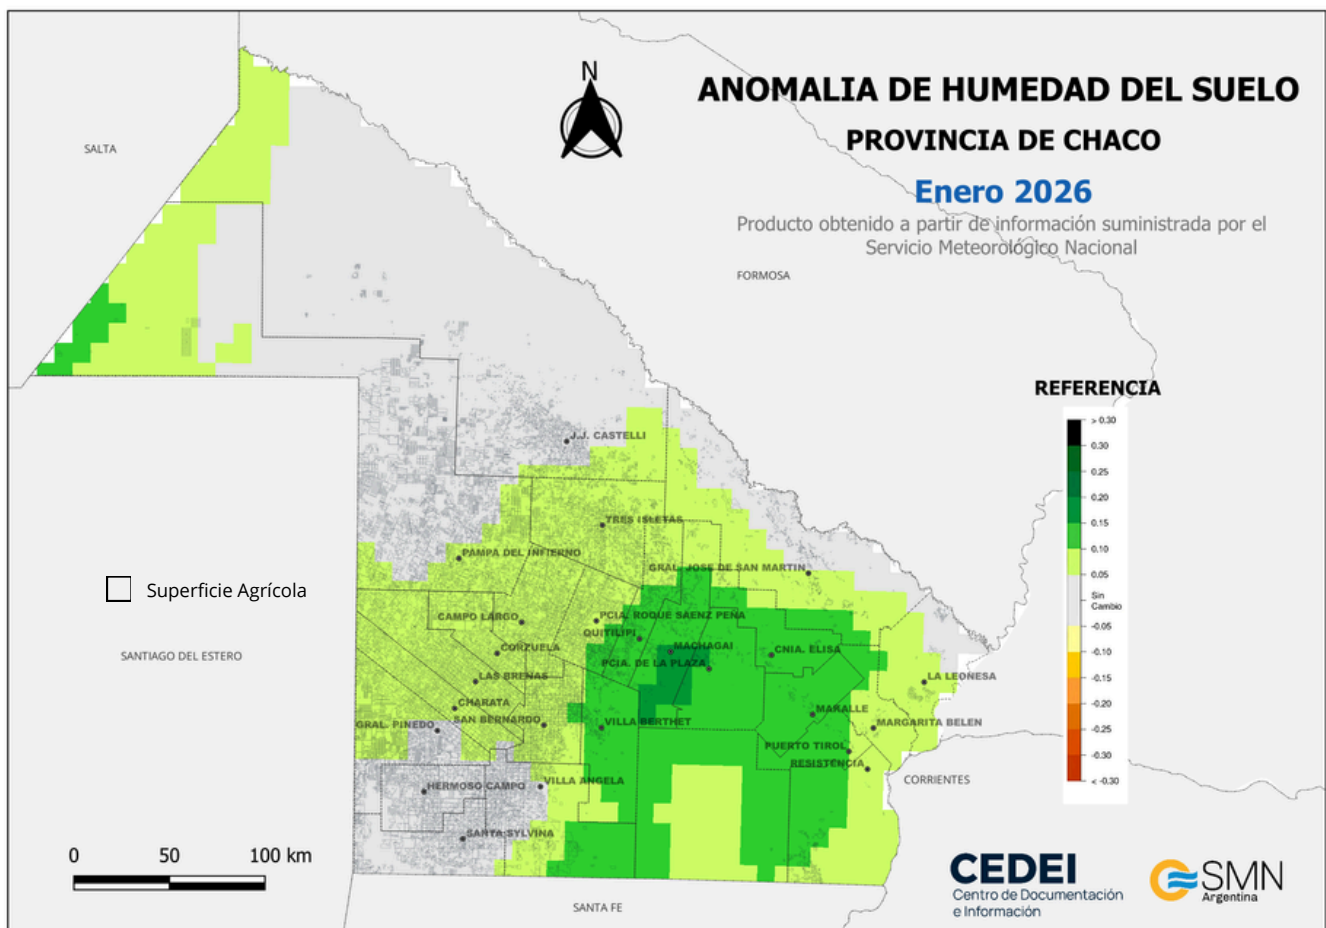 N
ANOMALIA DE HUMEDAD DEL SUELO
PROVINCIA DE CHACO
Enero 2026
Producto obtenido a partir de información suministrada por el
Servicio Meteorológico Nacional
SALTA
FORMOSA
REFERENCIA
> 0.30
0.30
0.25
0.20
0.15
0.10
0.05
Sin
Cambio
-0.05
-0.10
-0.15
-0.20
-0.25
-0.30
< -0.30
J.J. CASTELLI
TRES ISLETAS
PAMPA DEL INFIERNO
GRAL. JOSE DE SAN MARTIN
Superficie Agrícola
CAMPO LARGO
PCIA. ROQUE SAENZ PEÑA
QUITILIPI
MACHAGAI
CORZUELA
CNIA. ELISA
SANTIAGO DEL ESTERO
PCIA. DE LA PLAZA
LAS BREÑAS
LA LEONESA
CHARATA
MAKALLE
GRAL. PINEDO
SAN BERNARDO
VILLA BERTHET
MARGARITA BELEN
PUERTO TIROL
RESISTENCIA
CORRIENTES
HERMOSO CAMPO
VILLA ANGELA
SANTA SYLVINA
0 50 100 km
SANTA FE
CEDEI
Centro de Documentación
e Información
SMN
Argentina